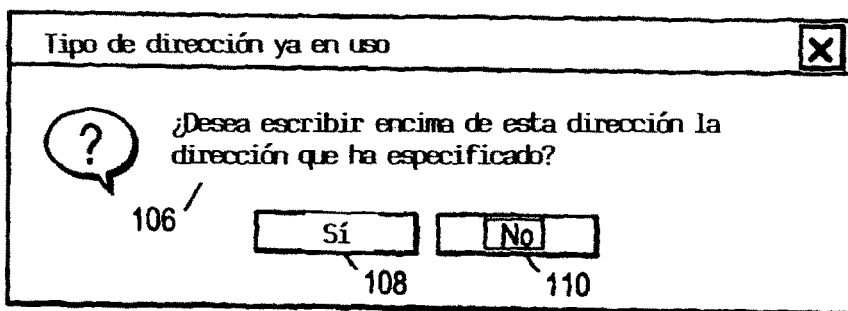 Tipo de dirección ya en uso
?
¿Desea escribir encima de esta dirección la
dirección que ha especificado?
106
Sí
No
108
110